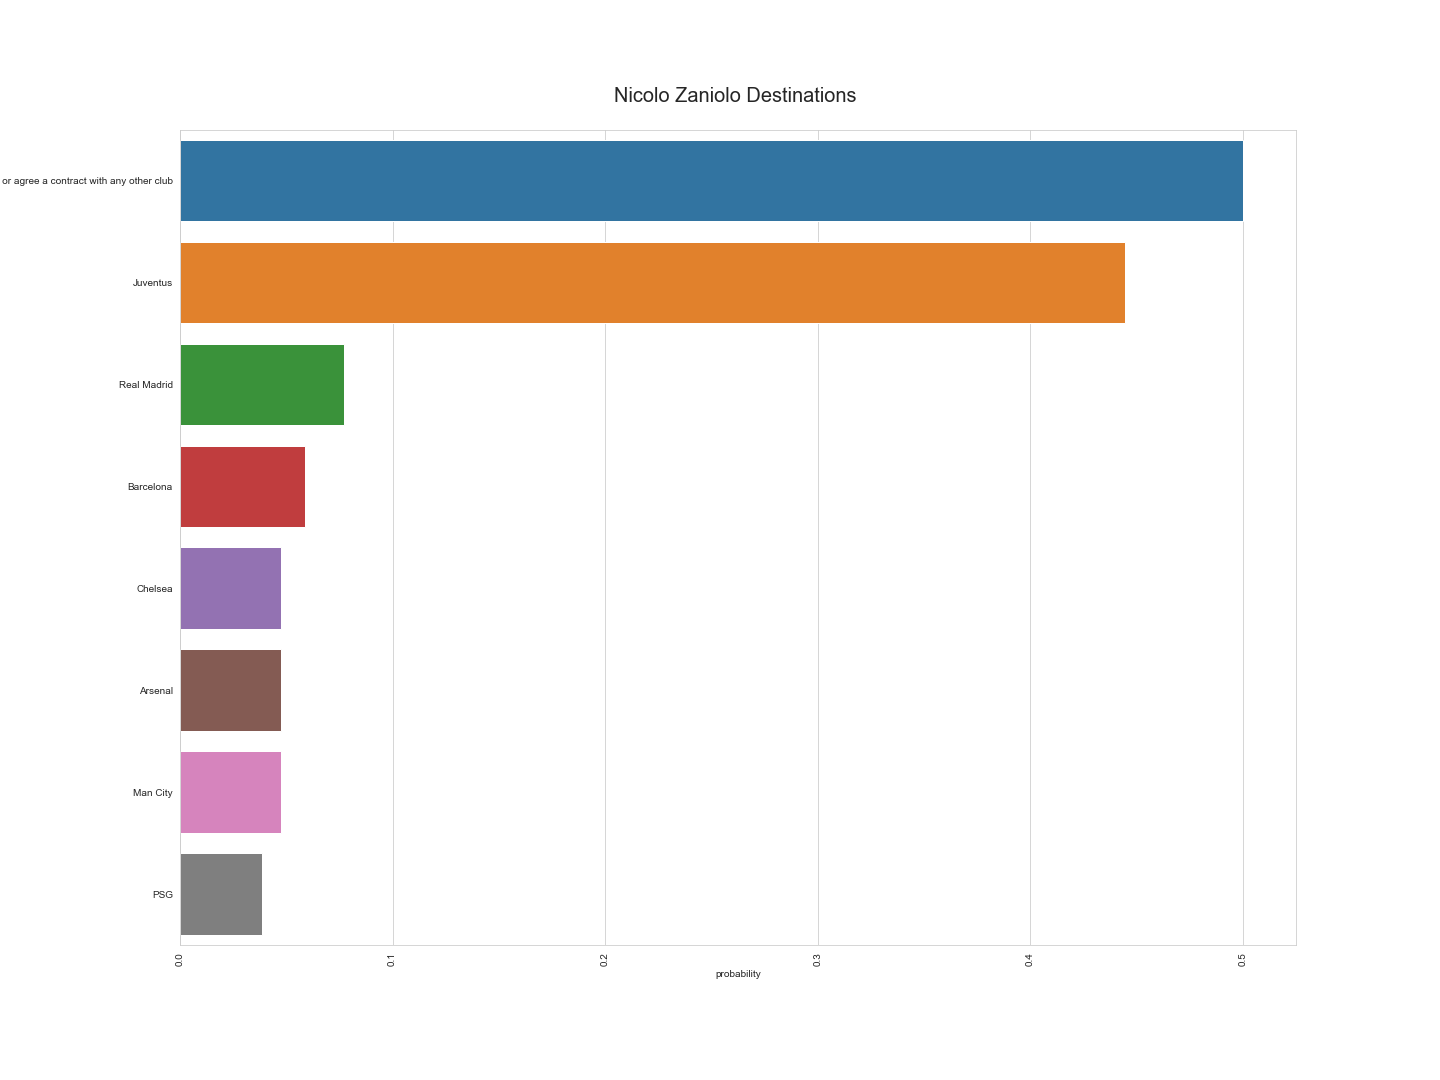 Nicolo Zaniolo Destinations
or agree a contract with any other club
Juventus
Real Madrid
Barcelona
Chelsea
Arsenal
Man City
PSG
0.0
0.1
0.2
0.3
0.4
0.5
probability